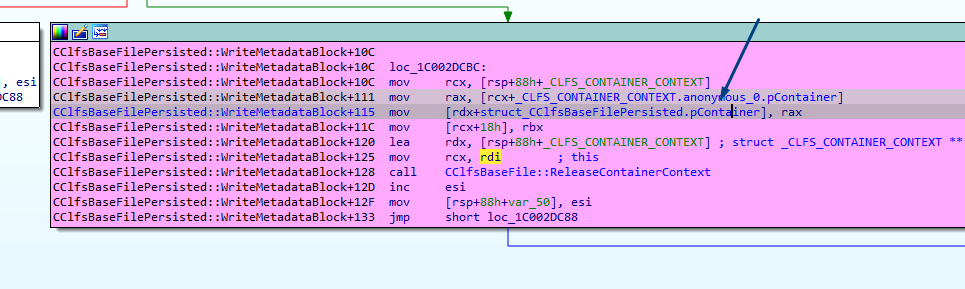 , esi
DC88
CClfsBaseFilePersisted::WriteMetadataBlock+10C
CClfsBaseFilePersisted::WriteMetadataBlock+10C loc_1C002DCBC:
CClfsBaseFilePersisted::WriteMetadataBlock+10C mov rcx, [rsp+88h+_CLFS_CONTAINER_CONTEXT]
CClfsBaseFilePersisted::WriteMetadataBlock+111 mov rax, [rcx+_CLFS_CONTAINER_CONTEXT.anonymous_0.pContainer]
CClfsBaseFilePersisted::WriteMetadataBlock+115 mov [rdx+struct_CClfsBaseFilePersisted.pContainer], rax
CClfsBaseFilePersisted::WriteMetadataBlock+11C mov [rcx+18h], rbx
CClfsBaseFilePersisted::WriteMetadataBlock+120 lea rdx, [rsp+88h+_CLFS_CONTAINER_CONTEXT] ; struct _CLFS_CONTAINER_CONTEXT **
CClfsBaseFilePersisted::WriteMetadataBlock+125 mov rcx, rdi ; this
CClfsBaseFilePersisted::WriteMetadataBlock+128 call CClfsBaseFile::ReleaseContainerContext
CClfsBaseFilePersisted::WriteMetadataBlock+12D inc esi
CClfsBaseFilePersisted::WriteMetadataBlock+12F mov [rsp+88h+var_50], esi
CClfsBaseFilePersisted::WriteMetadataBlock+133 jmp short loc_1C002DC88